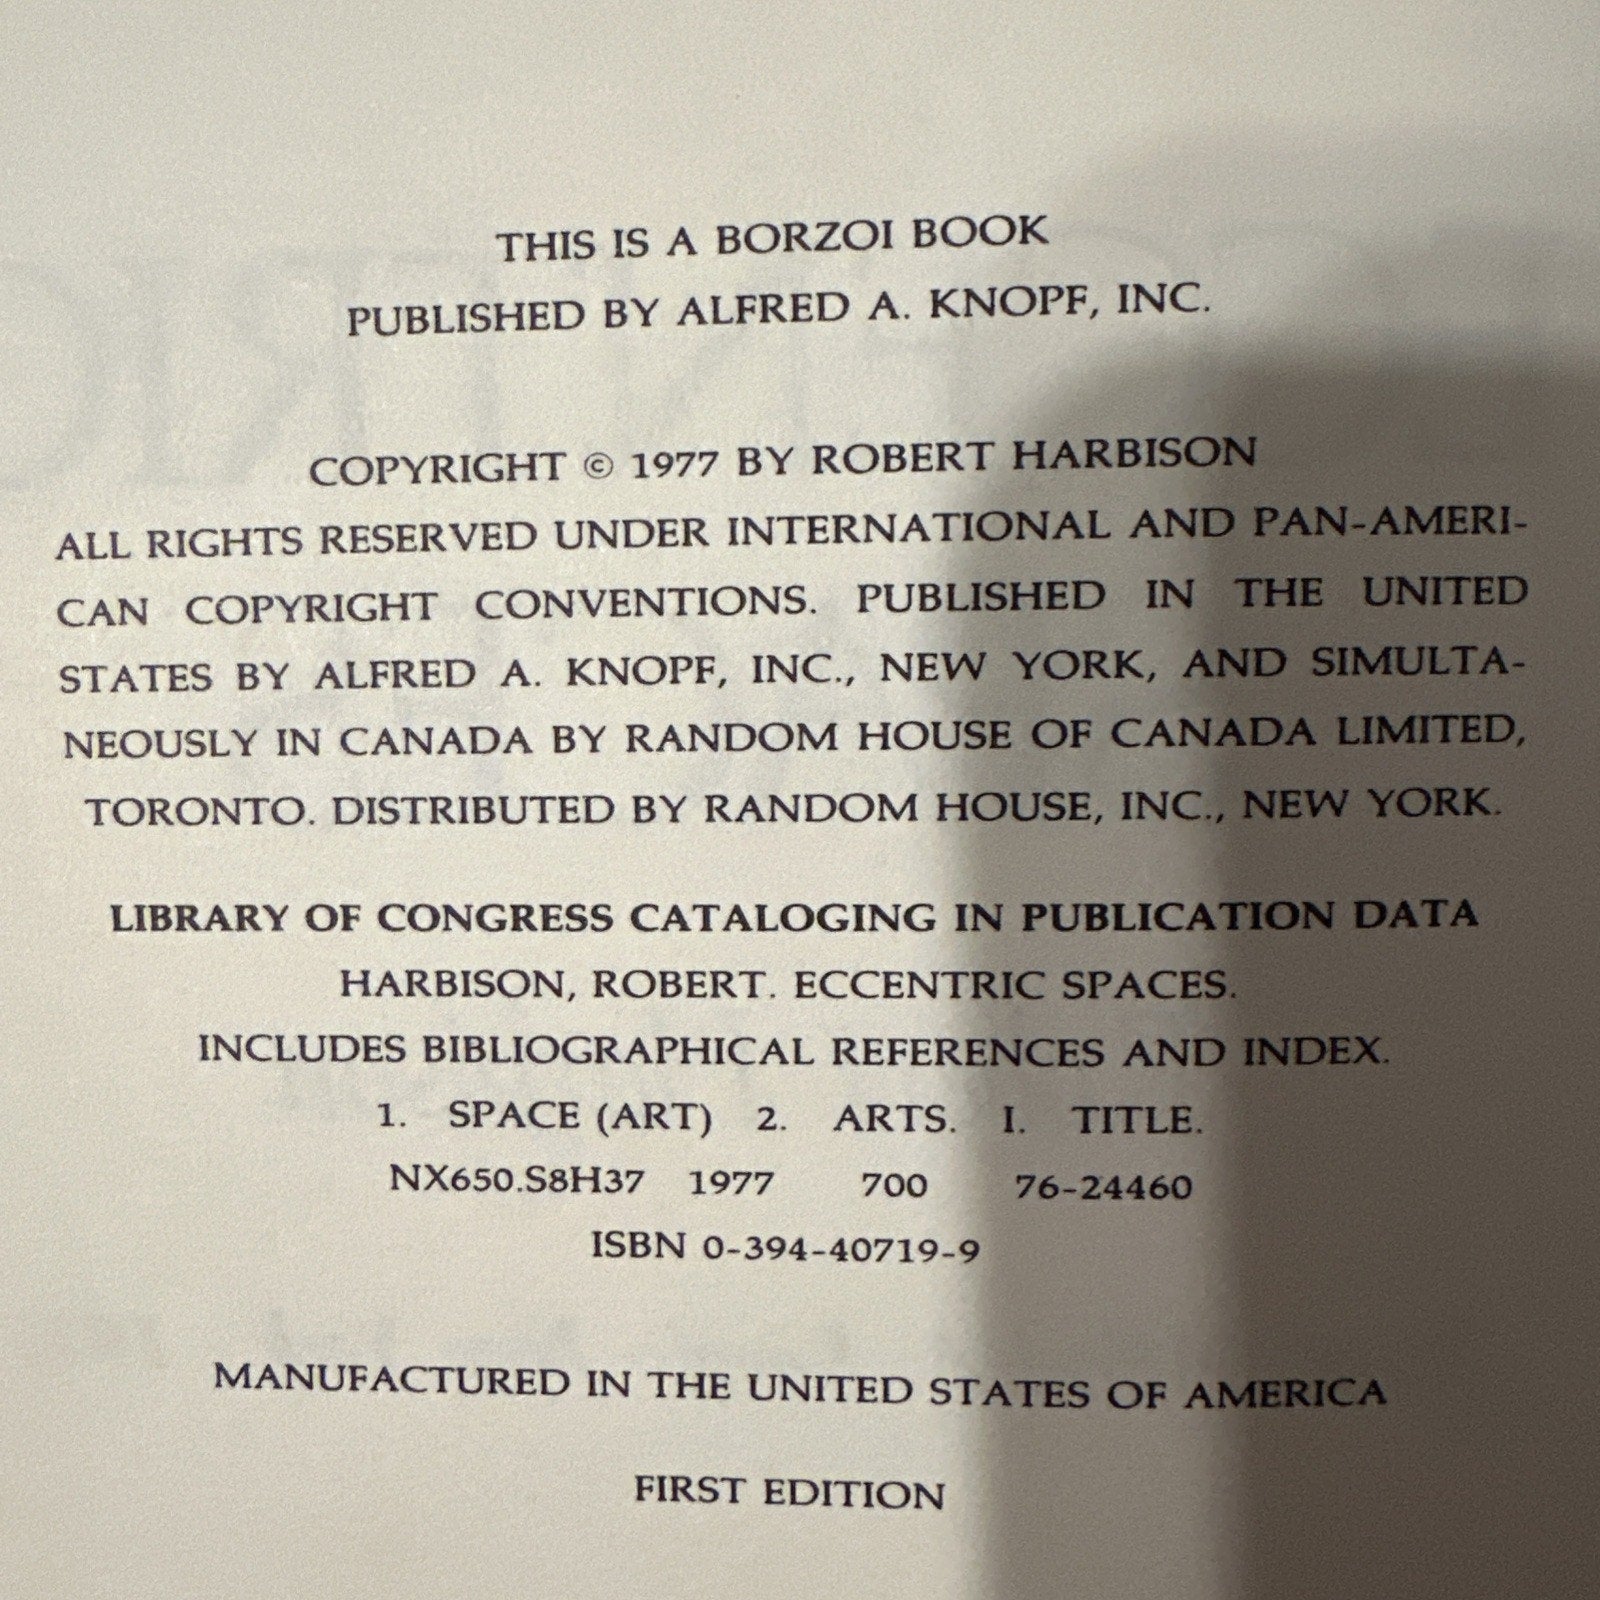 THIS IS A BORZOI BOOK
PUBLISHED BY ALFRED A. KNOPF, INC.
COPYRIGHT © 1977 BY ROBERT HARBISON
ALL RIGHTS RESERVED UNDER INTERNATIONAL AND PAN-AMERI-
CAN COPYRIGHT CONVENTIONS. PUBLISHED IN THE UNITED
STATES BY ALFRED A. KNOPF, INC., NEW YORK, AND SIMULTA-
NEOUSLY IN CANADA BY RANDOM HOUSE OF CANADA LIMITED,
TORONTO. DISTRIBUTED BY RANDOM HOUSE, INC., NEW YORK.
LIBRARY OF CONGRESS CATALOGING IN PUBLICATION DATA
HARBISON, ROBERT. ECCENTRIC SPACES.
INCLUDES BIBLIOGRAPHICAL REFERENCES AND INDEX.
1. SPACE (ART) 2. ARTS. I. TITLE.
NX650.S8H37 1977 700 76-24460
ISBN 0-394-40719-9
MANUFACTURED IN THE UNITED STATES OF AMERICA
FIRST EDITION